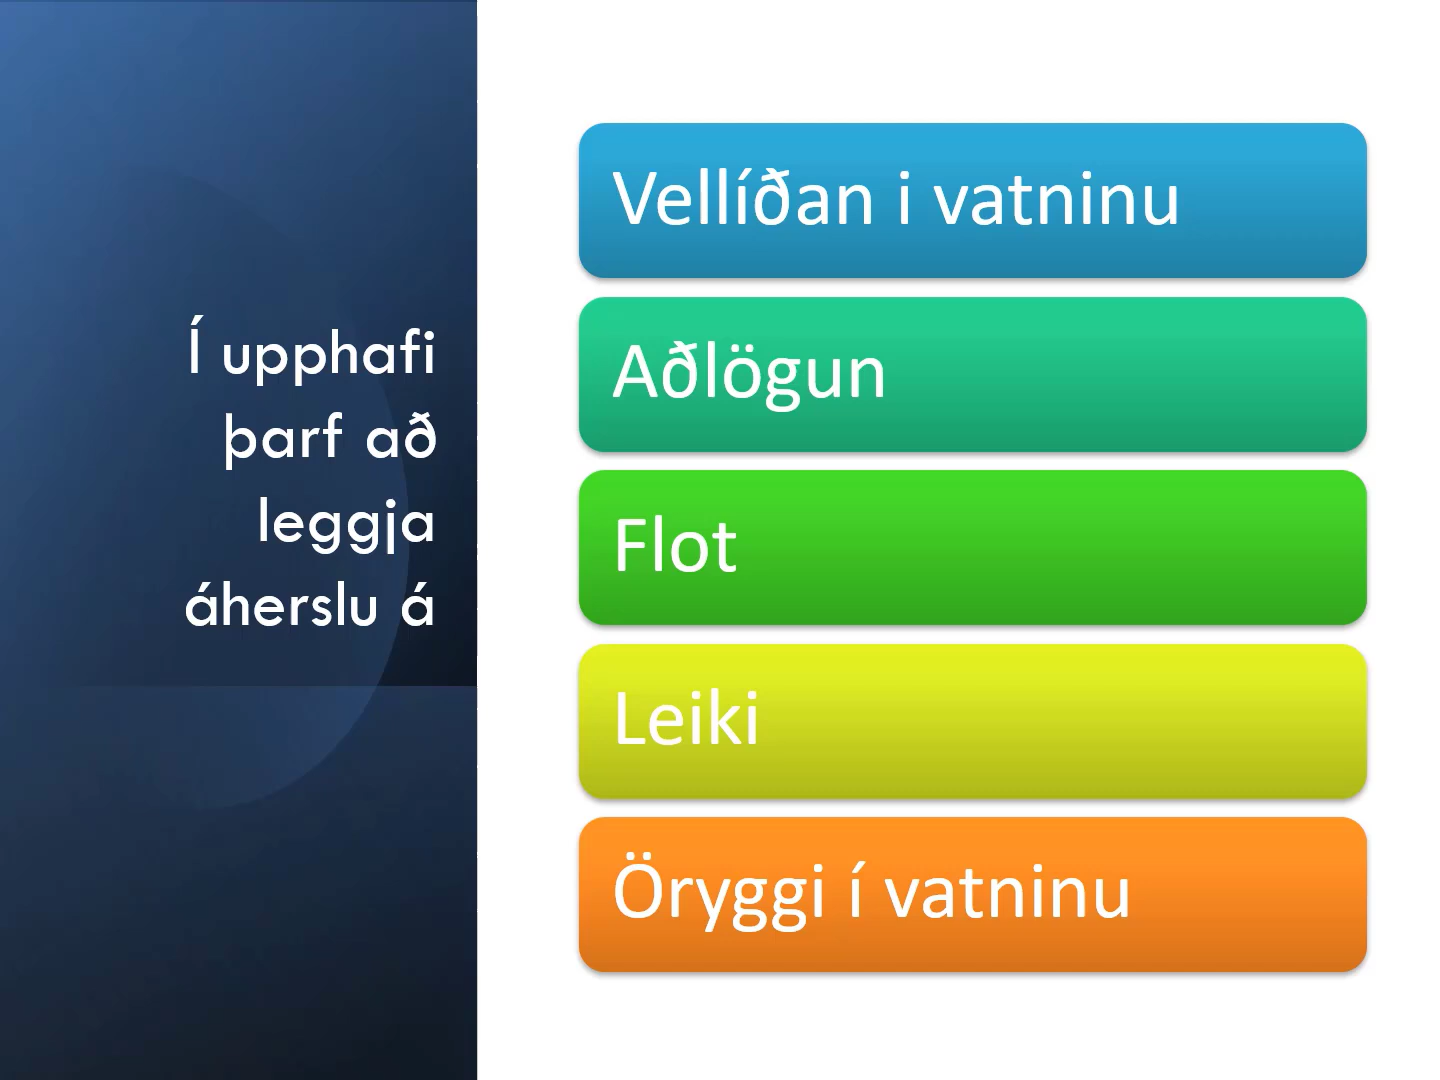 Í upphafi
þarf að
leggja
áherslu á
Vellíðan i vatninu
Aðlögun
Flot
Leiki
Öryggi í vatninu